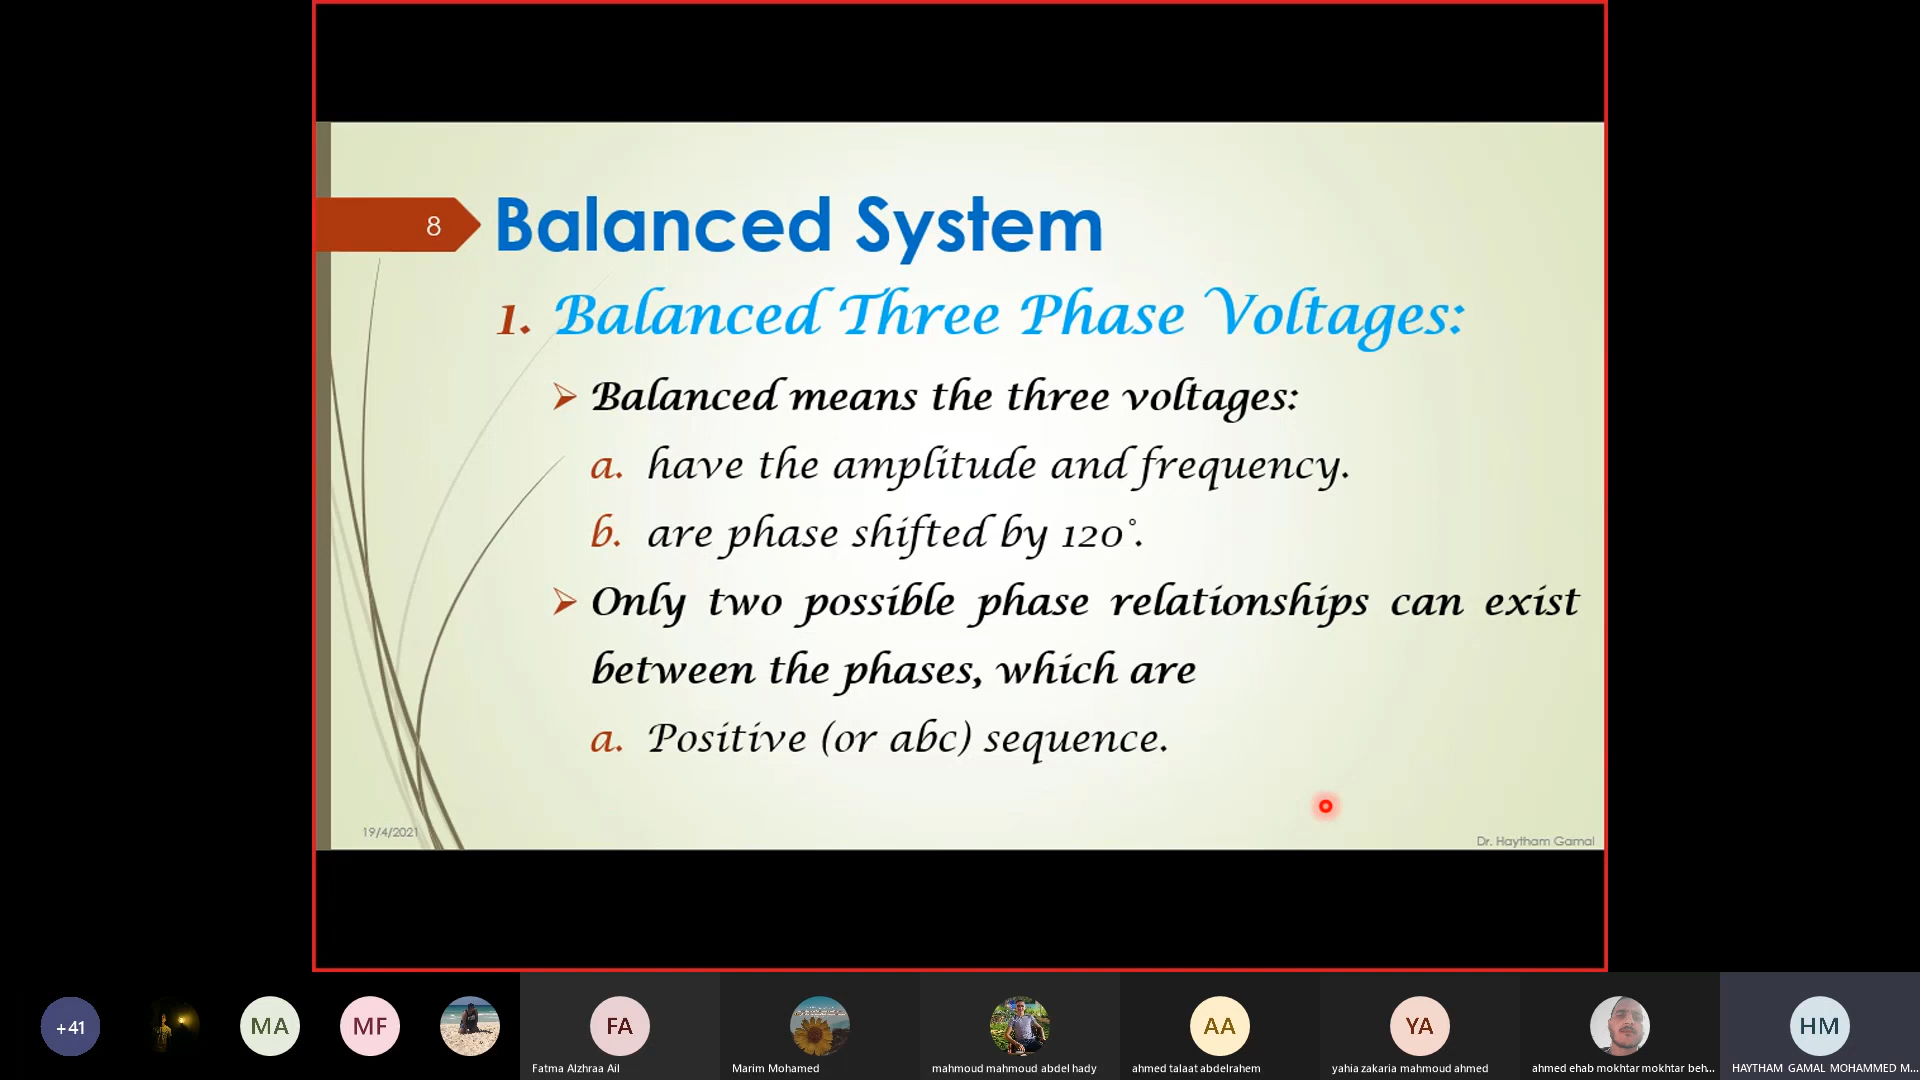 8
Balanced System
1. Balanced Three Phase Voltages:
Balanced means the three voltages:
a. have the amplitude and frequency.
b. are phase shifted by 120°.
Only two possible phase relationships can exist
between the phases, which are
a. Positive (or abc) sequence.
19/4/2021
Dr. Haytham Gamal
+41
MA
MF
FA
AA
YA
HM
Fatma Alzhraa Ail
Marim Mohamed
mahmoud mahmoud abdel hady
ahmed talaat abdelrahem
yahia zakaria mahmoud ahmed
ahmed ehab mokhtar mokhtar beh...
HAYTHAM GAMAL MOHAMMED M...